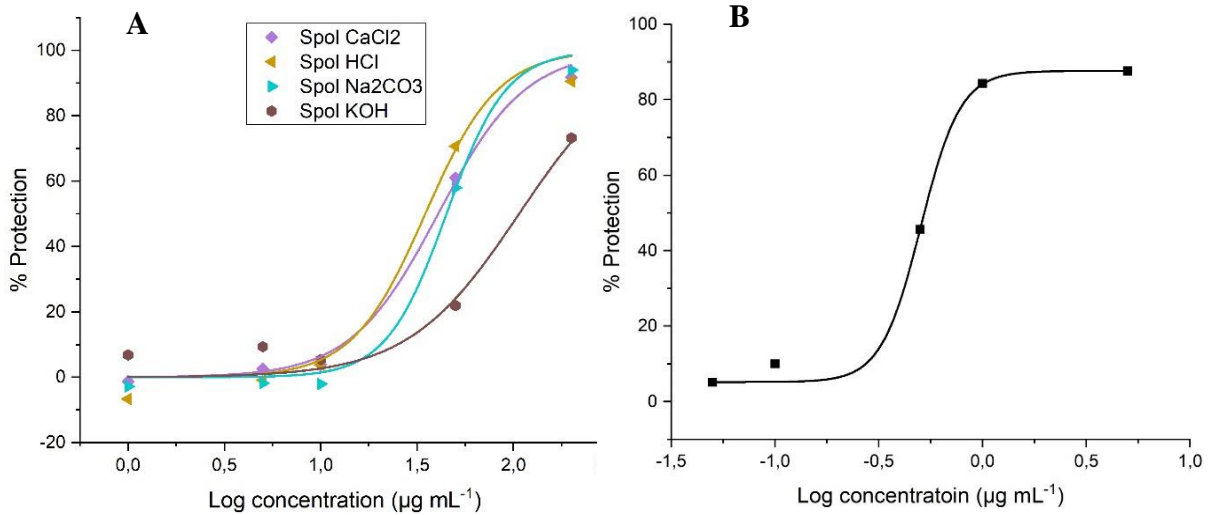 A
Spol CaCl2
Spol HCl
Spol Na2CO3
Spol KOH
% Protection
100
80
60
40
20
0
-20
0,0
0,5
1,0
1,5
2,0
Log concentration (µg mL-1)
B
% Protection
100
80
60
40
20
0
-1,5
-1,0
-0,5
0,0
0,5
1,0
Log concentratoin (µg mL-1)